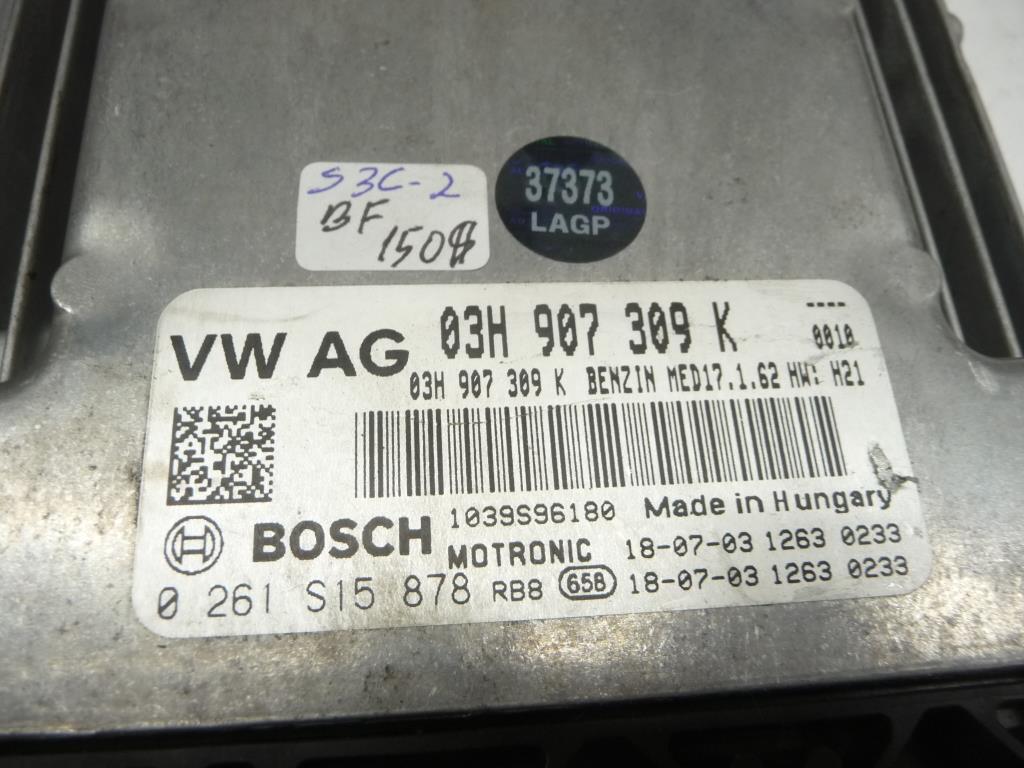 S3C-2
BF
150$
37373
LAGP
VW AG 03H 907 309 K ----
0010
03H 907 309 K BENZIN MED17.1.62 HW: H21
BOSCH 1039S96180 Made in Hungary
MOTRONIC 18-07-03 1263 0233
0 261 S15 878 RB8 65B 18-07-03 1263 0233